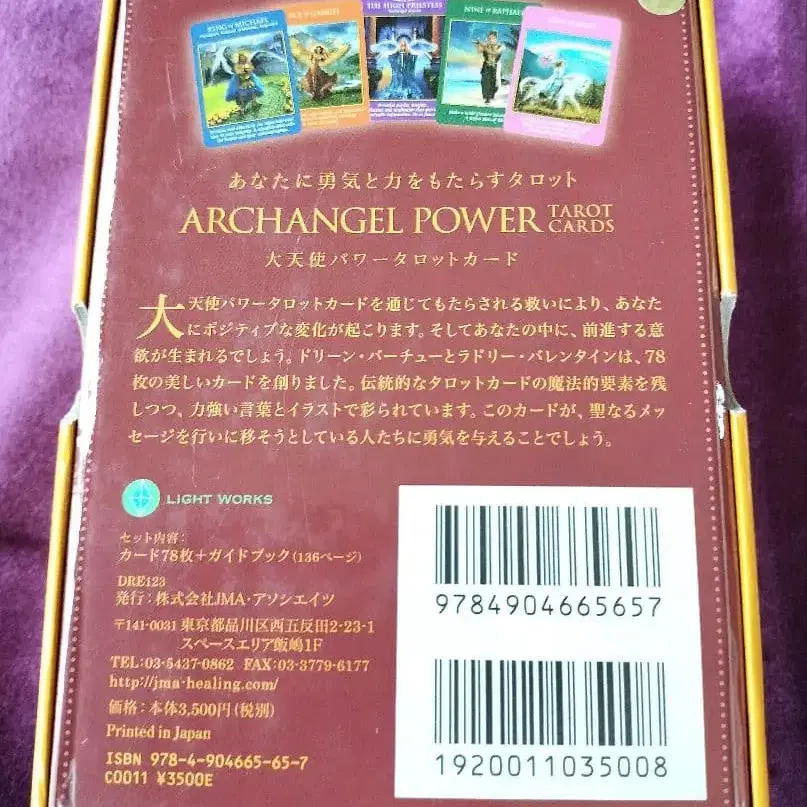 KING of MICHAEL
THE HIGH PRIESTESS
NINE of RAPHAEL
あなたに勇気と力をもたらすタロット
ARCHANGEL POWER TAROT CARDS
大天使パワータロットカード
大天使パワータロットカードを通じてもたらされる救いにより、あなた
にポジティブな変化が起こります。そしてあなたの中に、前進する意
欲が生まれるでしょう。ドリーン・バーチューとラドリー・バレンタインは、78
枚の美しいカードを創りました。伝統的なタロットカードの魔法的要素を残
しつつ、力強い言葉とイラストで彩られています。このカードが、聖なるメッ
セージを行いに移そうとしている人たちに勇気を与えることでしょう。
LIGHT WORKS
セット内容:
カード78枚+ガイドブック(136ページ)
DRE123
発行:株式会社JMA・アソシエイツ
〒141-0031 東京都品川区西五反田2-23-1
スペースエリア飯嶋1F
TEL:03-5437-0862 FAX:03-3779-6177
http://jma-healing.com/
価格:本体3,500円(税別)
Printed in Japan
ISBN 978-4-904665-65-7
C0011 ¥3500E
9784904665657
1920011035008